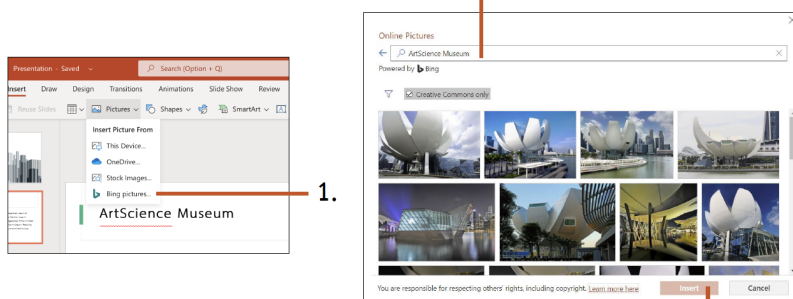 Presentation - Saved
Search (Option + Q)
Insert Draw Design Transitions Animations Slide Show Review
Reuse Slides Pictures Shapes SmartArt
Insert Picture From
This Device...
OneDrive...
Stock Images...
Bing pictures...
ArtScience Museum
1.
Online Pictures
ArtScience Museum
Powered by Bing
Creative Commons only
You are responsible for respecting others' rights, including copyright. Learn more here
Insert Cancel